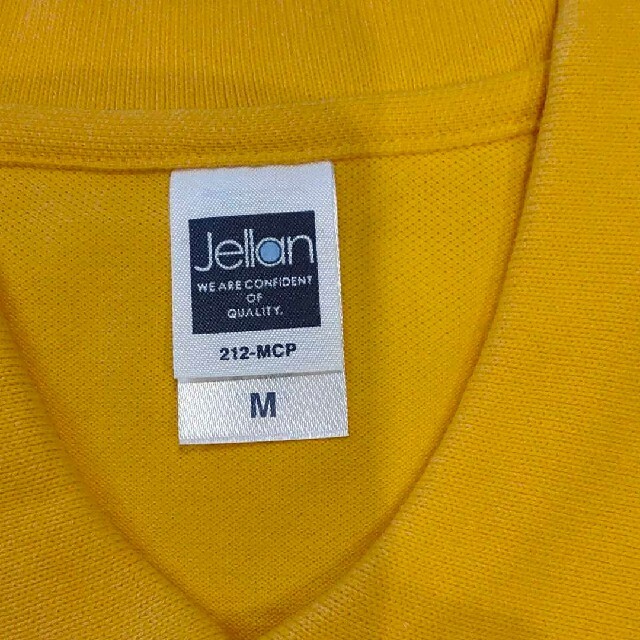 Jellan
WE ARE CONFIDENT
OF
QUALITY.
212-MCP
M